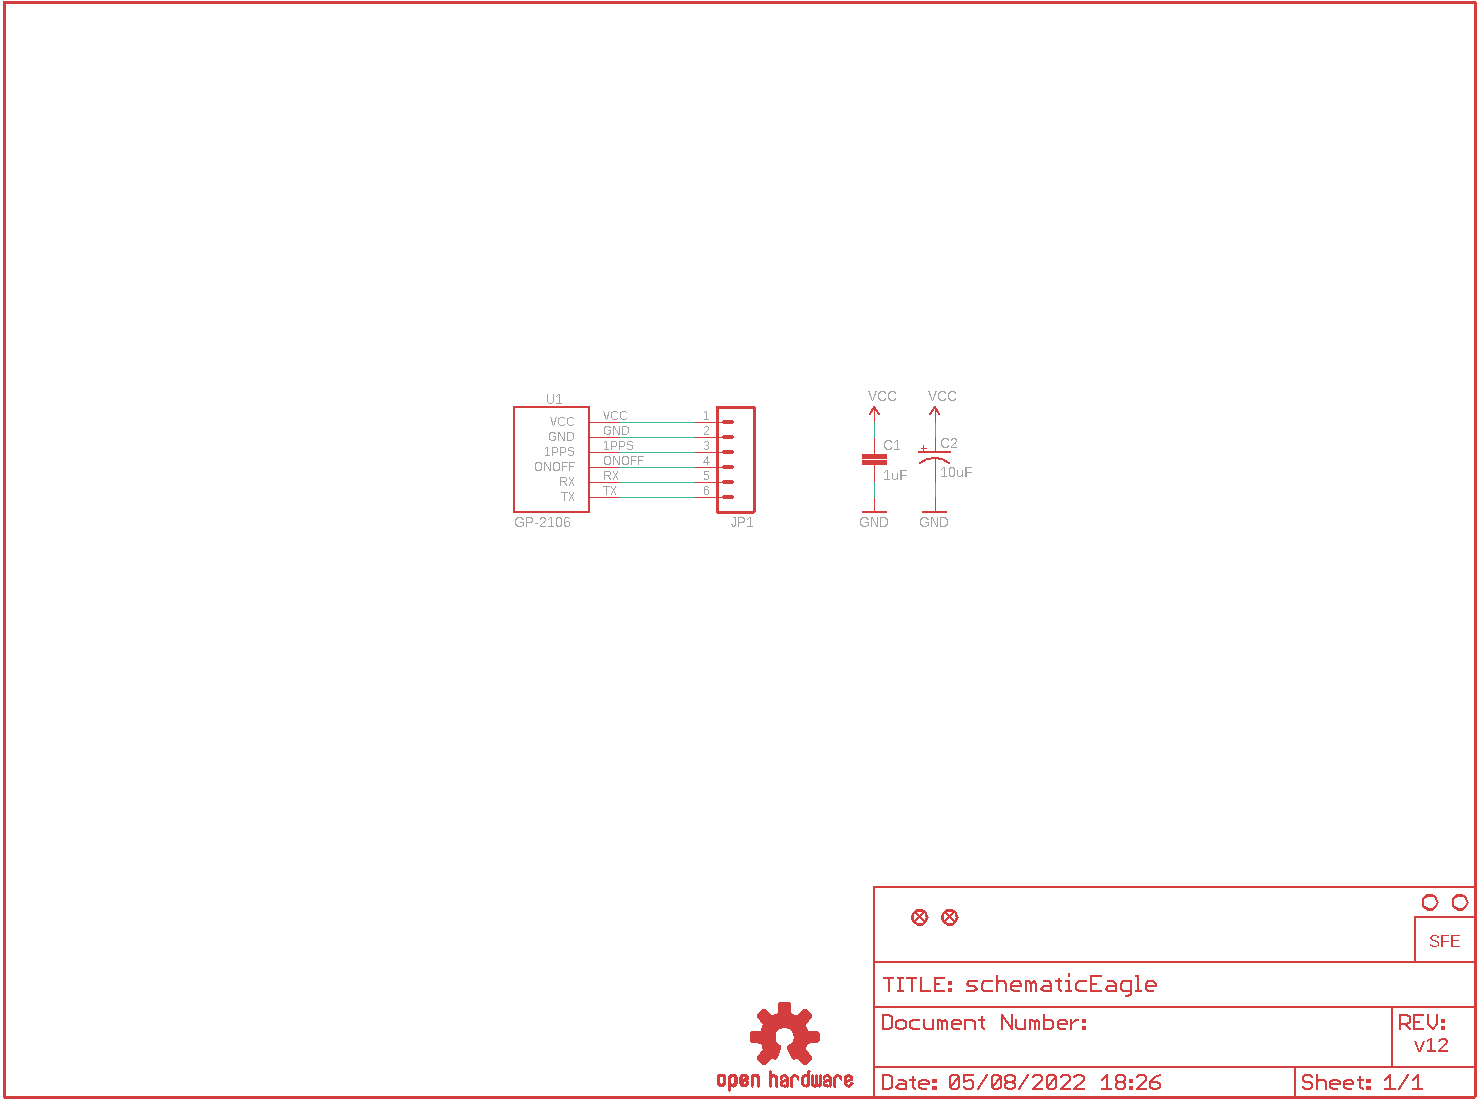 U1
VCC
GND
1PPS
ONOFF
RX
TX
GP-2106
VCC 1
GND 2
1PPS 3
ONOFF 4
RX 5
TX 6
JP1
VCC
C1
1uF
GND
VCC
+
C2
10uF
GND
SFE
TITLE: schematicEagle
Document Number:
REV:
v12
Date: 05/08/2022 18:26
Sheet: 1/1
open hardware